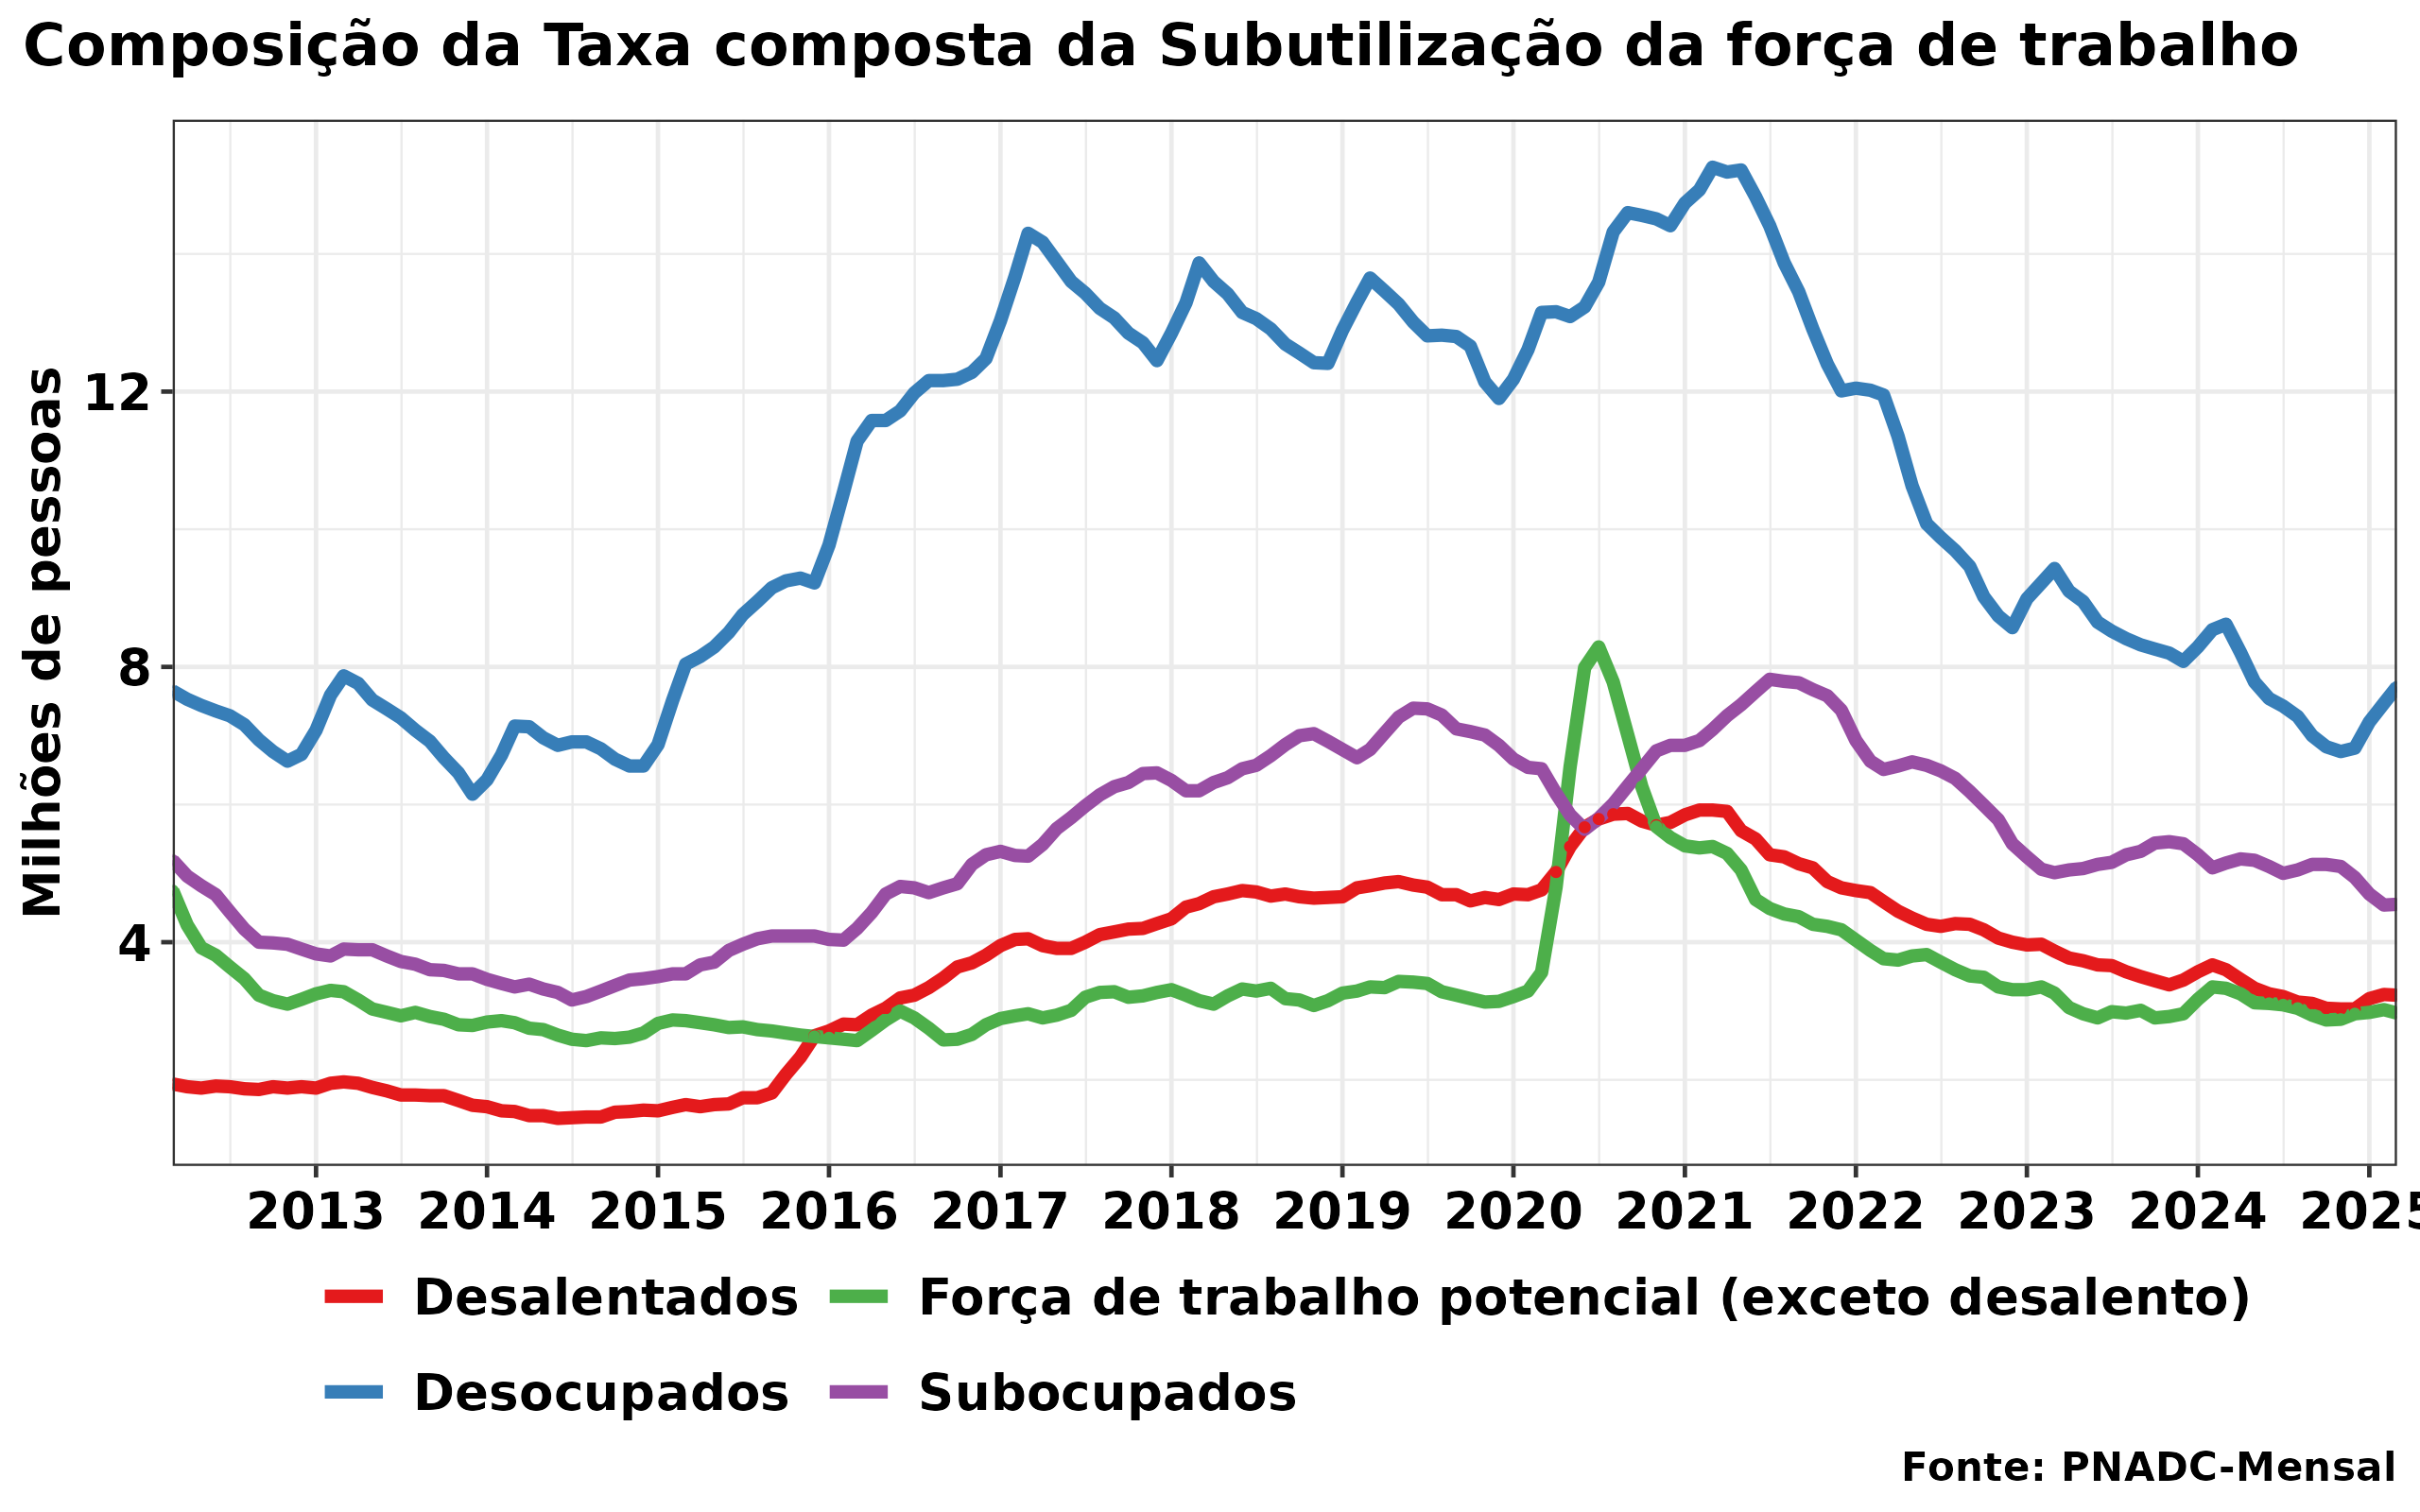 Composição da Taxa composta da Subutilização da força de trabalho
Milhões de pessoas
12
8
4
2013 2014 2015 2016 2017 2018 2019 2020 2021 2022 2023 2024 2025
Desalentados Força de trabalho potencial (exceto desalento)
Desocupados Subocupados
Fonte: PNADC-Mensal